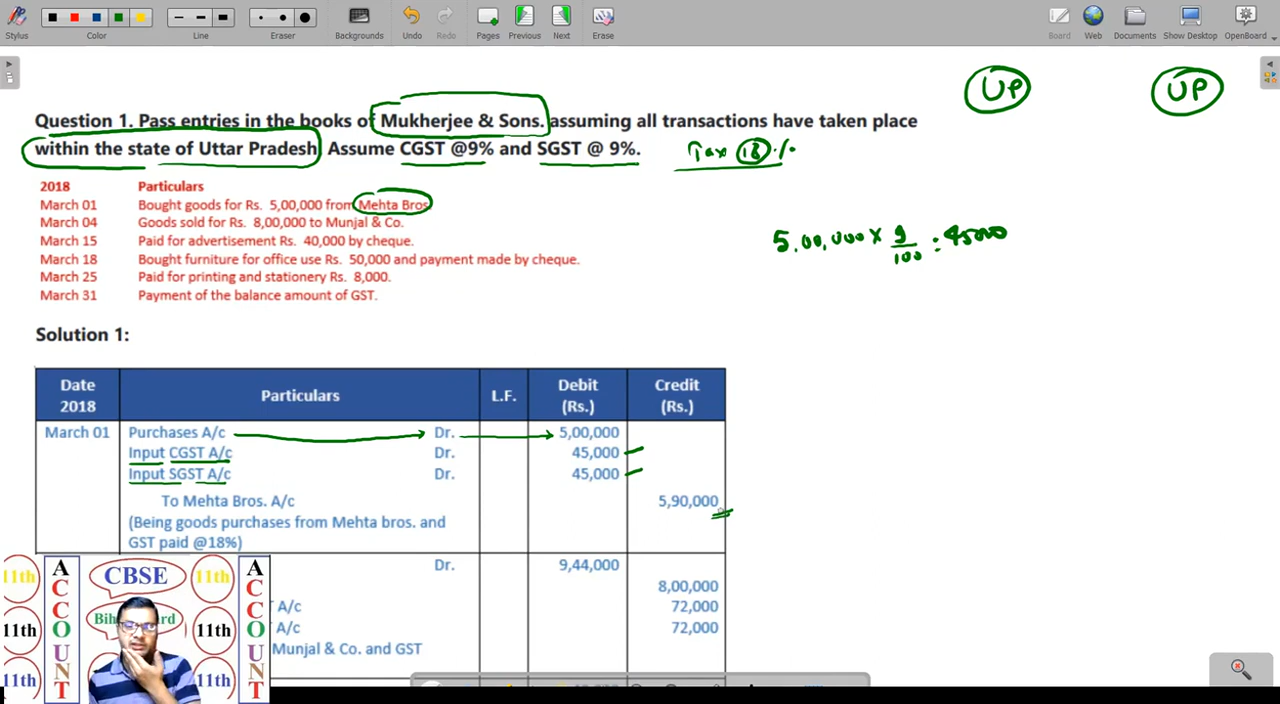 Stylus
Color
Line
Eraser
Backgrounds
Undo
Redo
Pages
Previous
Next
Erase
Board
Web
Documents
Show Desktop
OpenBoard
UP
UP
Question 1. Pass entries in the books of Mukherjee & Sons. assuming all transactions have taken place
within the state of Uttar Pradesh. Assume CGST @9% and SGST @ 9%.
Tax 18 %
2018 Particulars
March 01 Bought goods for Rs. 5,00,000 from Mehta Bros
March 04 Goods sold for Rs. 8,00,000 to Munjal & Co.
March 15 Paid for advertisement Rs. 40,000 by cheque.
March 18 Bought furniture for office use Rs. 50,000 and payment made by cheque.
March 25 Paid for printing and stationery Rs. 8,000.
March 31 Payment of the balance amount of GST.
5,00,000 x 9/100 = 45000
Solution 1:
Date 2018 Particulars L.F. Debit (Rs.) Credit (Rs.)
March 01 Purchases A/c Dr. 5,00,000
Input CGST A/c Dr. 45,000
Input SGST A/c Dr. 45,000
To Mehta Bros. A/c 5,90,000
(Being goods purchases from Mehta bros. and
GST paid @18%)
Dr. 9,44,000
8,00,000
A/c 72,000
A/c 72,000
Munjal & Co. and GST
ACCOUNT
11th
11th
11th
CBSE
11th
11th
11th
ACCOUNT